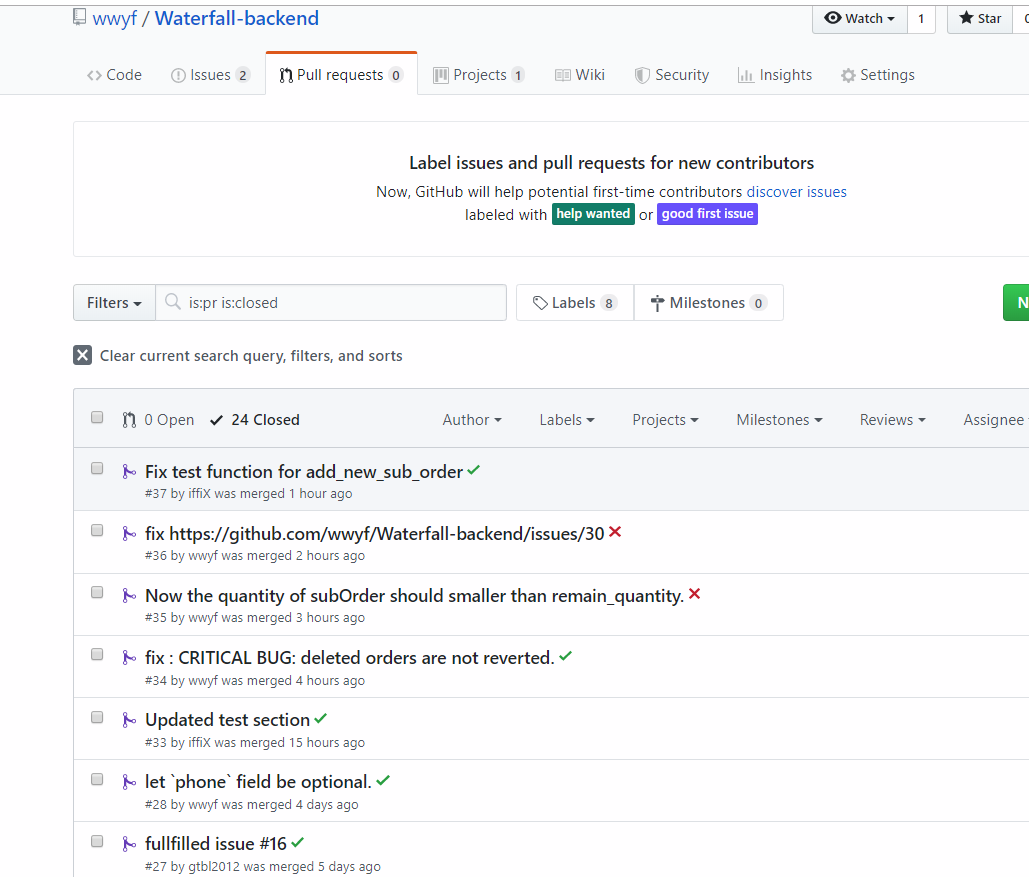 wwyf / Waterfall-backend
Watch 1 Star
Code Issues 2 Pull requests 0 Projects 1 Wiki Security Insights Settings
Label issues and pull requests for new contributors
Now, GitHub will help potential first-time contributors discover issues
labeled with help wanted or good first issue
Filters is:pr is:closed Labels 8 Milestones 0 N
Clear current search query, filters, and sorts
0 Open 24 Closed Author Labels Projects Milestones Reviews Assignee
Fix test function for add_new_sub_order
#37 by iffiX was merged 1 hour ago
fix https://github.com/wwyf/Waterfall-backend/issues/30
#36 by wwyf was merged 2 hours ago
Now the quantity of subOrder should smaller than remain_quantity.
#35 by wwyf was merged 3 hours ago
fix : CRITICAL BUG: deleted orders are not reverted.
#34 by wwyf was merged 4 hours ago
Updated test section
#33 by iffiX was merged 15 hours ago
let `phone` field be optional.
#28 by wwyf was merged 4 days ago
fullfilled issue #16
#27 by gtbl2012 was merged 5 days ago